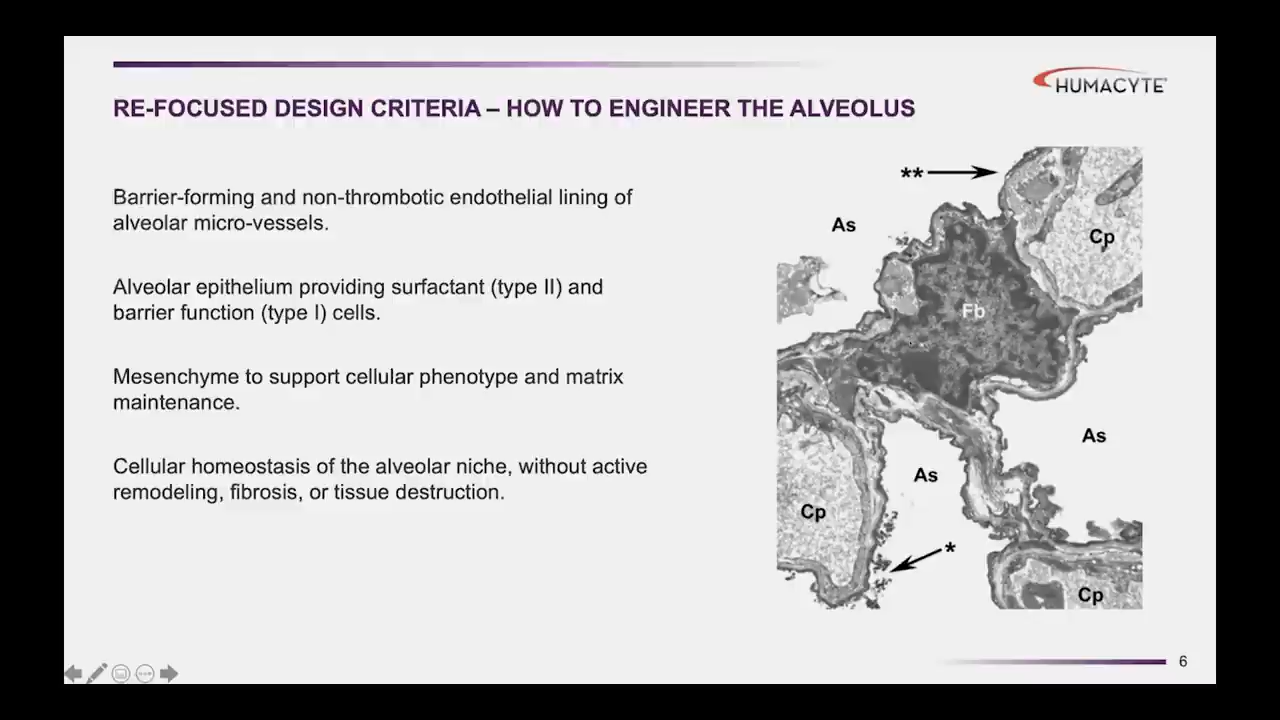 HUMACYTE
RE-FOCUSED DESIGN CRITERIA – HOW TO ENGINEER THE ALVEOLUS
Barrier-forming and non-thrombotic endothelial lining of
alveolar micro-vessels.
Alveolar epithelium providing surfactant (type II) and
barrier function (type I) cells.
Mesenchyme to support cellular phenotype and matrix
maintenance.
Cellular homeostasis of the alveolar niche, without active
remodeling, fibrosis, or tissue destruction.
**
As
Cp
Fb
As
As
Cp
*
Cp
6